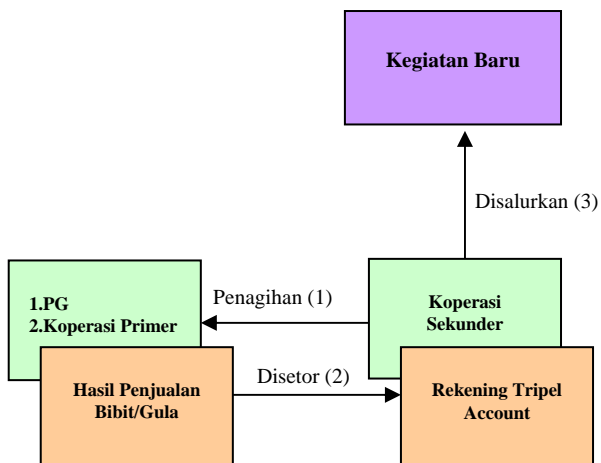 Kegiatan Baru
Disalurkan (3)
1.PG
2.Koperasi Primer
Penagihan (1)
Koperasi
Sekunder
Hasil Penjualan
Bibit/Gula
Disetor (2)
Rekening Tripel
Account